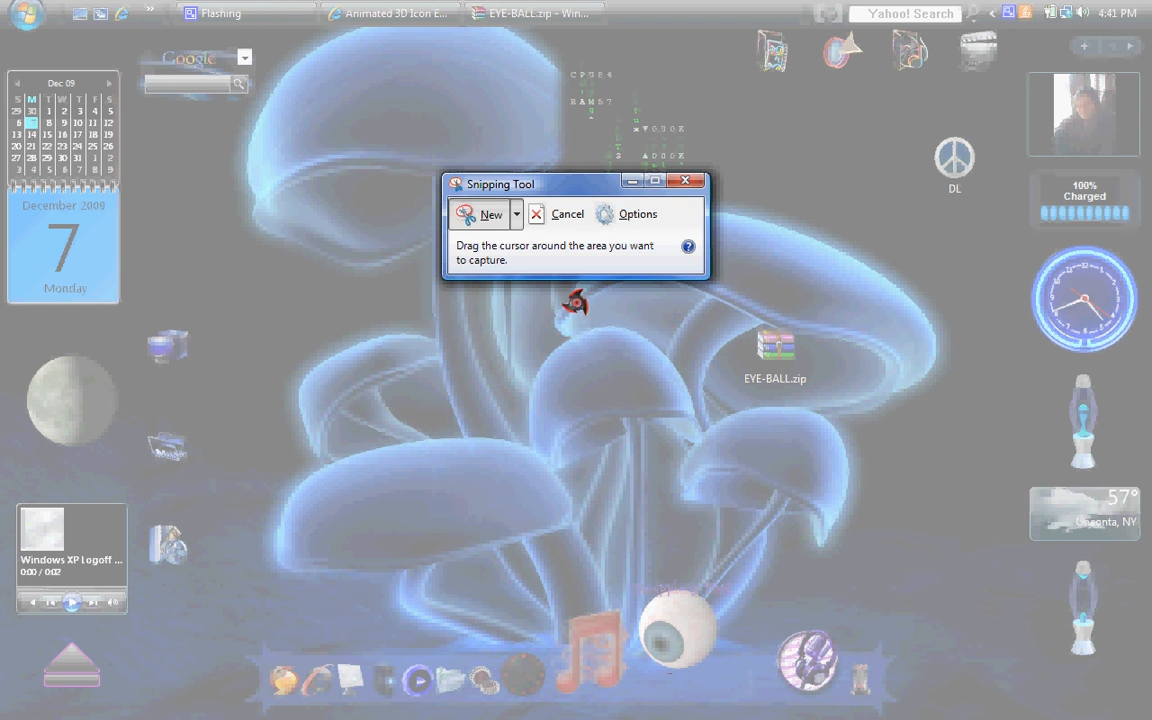 Flashing
Animated 3D Icon E...
EYE-BALL.zip - Win...
Yahoo! Search
4:41 PM
Google
Dec 09
S M T W T F S
29 30 1 2 3 4 5
6 7 8 9 10 11 12
13 14 15 16 17 18 19
20 21 22 23 24 25 26
27 28 29 30 31 1 2
3 4 5 6 7 8 9
December 2009
7
Monday
CPU
RAM
Snipping Tool
New
Cancel
Options
Drag the cursor around the area you want
to capture.
DL
100%
Charged
EYE-BALL.zip
57°
Oneonta, NY
Windows XP Logoff ...
0:00 / 0:02